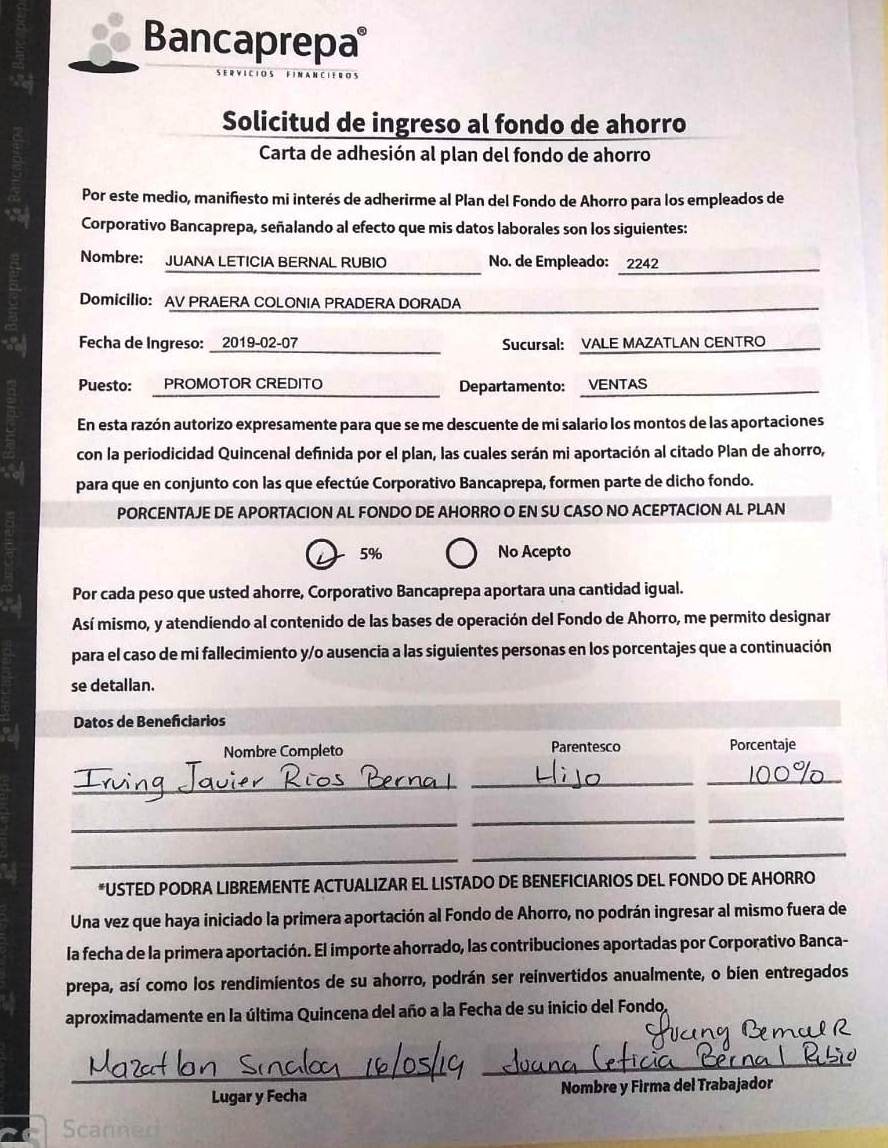 Bancaprepa®
SERVICIOS FINANCIEROS
Solicitud de ingreso al fondo de ahorro
Carta de adhesión al plan del fondo de ahorro
Por este medio, manifiesto mi interés de adherirme al Plan del Fondo de Ahorro para los empleados de
Corporativo Bancaprepa, señalando al efecto que mis datos laborales son los siguientes:
Nombre: JUANA LETICIA BERNAL RUBIO No. de Empleado: 2242
Domicilio: AV PRAERA COLONIA PRADERA DORADA
Fecha de Ingreso: 2019-02-07 Sucursal: VALE MAZATLAN CENTRO
Puesto: PROMOTOR CREDITO Departamento: VENTAS
En esta razón autorizo expresamente para que se me descuente de mi salario los montos de las aportaciones
con la periodicidad Quincenal definida por el plan, las cuales serán mi aportación al citado Plan de ahorro,
para que en conjunto con las que efectúe Corporativo Bancaprepa, formen parte de dicho fondo.
PORCENTAJE DE APORTACION AL FONDO DE AHORRO O EN SU CASO NO ACEPTACION AL PLAN
5% No Acepto
Por cada peso que usted ahorre, Corporativo Bancaprepa aportara una cantidad igual.
Así mismo, y atendiendo al contenido de las bases de operación del Fondo de Ahorro, me permito designar
para el caso de mi fallecimiento y/o ausencia a las siguientes personas en los porcentajes que a continuación
se detallan.
Datos de Beneficiarios
Nombre Completo Parentesco Porcentaje
Irving Javier Rios Bernal Hijo 100%
*USTED PODRA LIBREMENTE ACTUALIZAR EL LISTADO DE BENEFICIARIOS DEL FONDO DE AHORRO
Una vez que haya iniciado la primera aportación al Fondo de Ahorro, no podrán ingresar al mismo fuera de
la fecha de la primera aportación. El importe ahorrado, las contribuciones aportadas por Corporativo Banca-
prepa, así como los rendimientos de su ahorro, podrán ser reinvertidos anualmente, o bien entregados
aproximadamente en la última Quincena del año a la Fecha de su inicio del Fondo.
Juana Bernal R
Mazatlan Sinaloa 16/05/19 Juana Leticia Bernal Rubio
Lugar y Fecha Nombre y Firma del Trabajador
CS Scanned